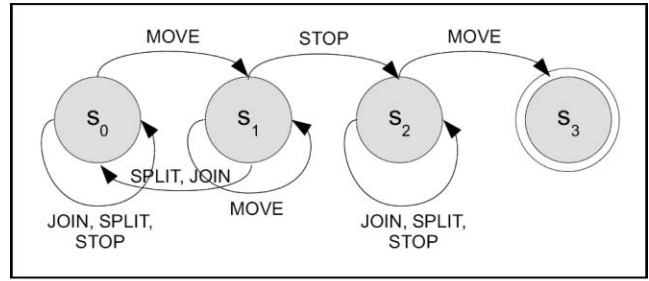 MOVE
STOP
MOVE
S0
S1
S2
S3
SPLIT, JOIN
MOVE
JOIN, SPLIT,
STOP
JOIN, SPLIT,
STOP